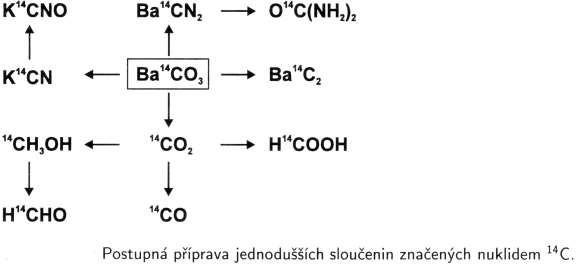 K¹⁴CNO Ba¹⁴CN₂ O¹⁴C(NH₂)₂
K¹⁴CN Ba¹⁴CO₃ Ba¹⁴C₂
¹⁴CH₃OH ¹⁴CO₂ H¹⁴COOH
H¹⁴CHO ¹⁴CO
Postupná příprava jednodušších sloučenin značených nuklidem ¹⁴C.